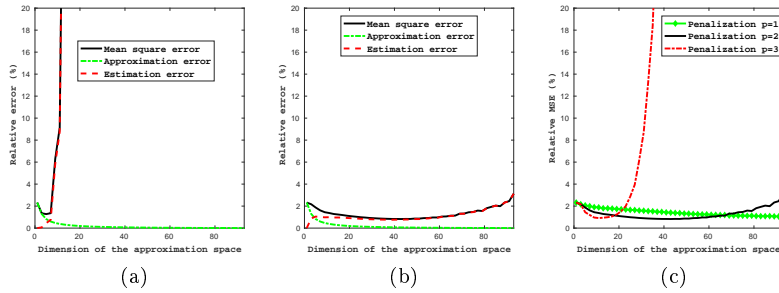 20
18
16
14
12
10
8
6
4
2
0
Relative error (%)
Mean square error
Approximation error
Estimation error
0 20 40 60 80
Dimension of the approximation space
(a)
20
18
16
14
12
10
8
6
4
2
0
Relative error (%)
Mean square error
Approximation error
Estimation error
0 20 40 60 80
Dimension of the approximation space
(b)
20
18
16
14
12
10
8
6
4
2
0
Relative MSE (%)
Penalization p=1
Penalization p=2
Penalization p=3
0 20 40 60 80
Dimension of the approximation space
(c)